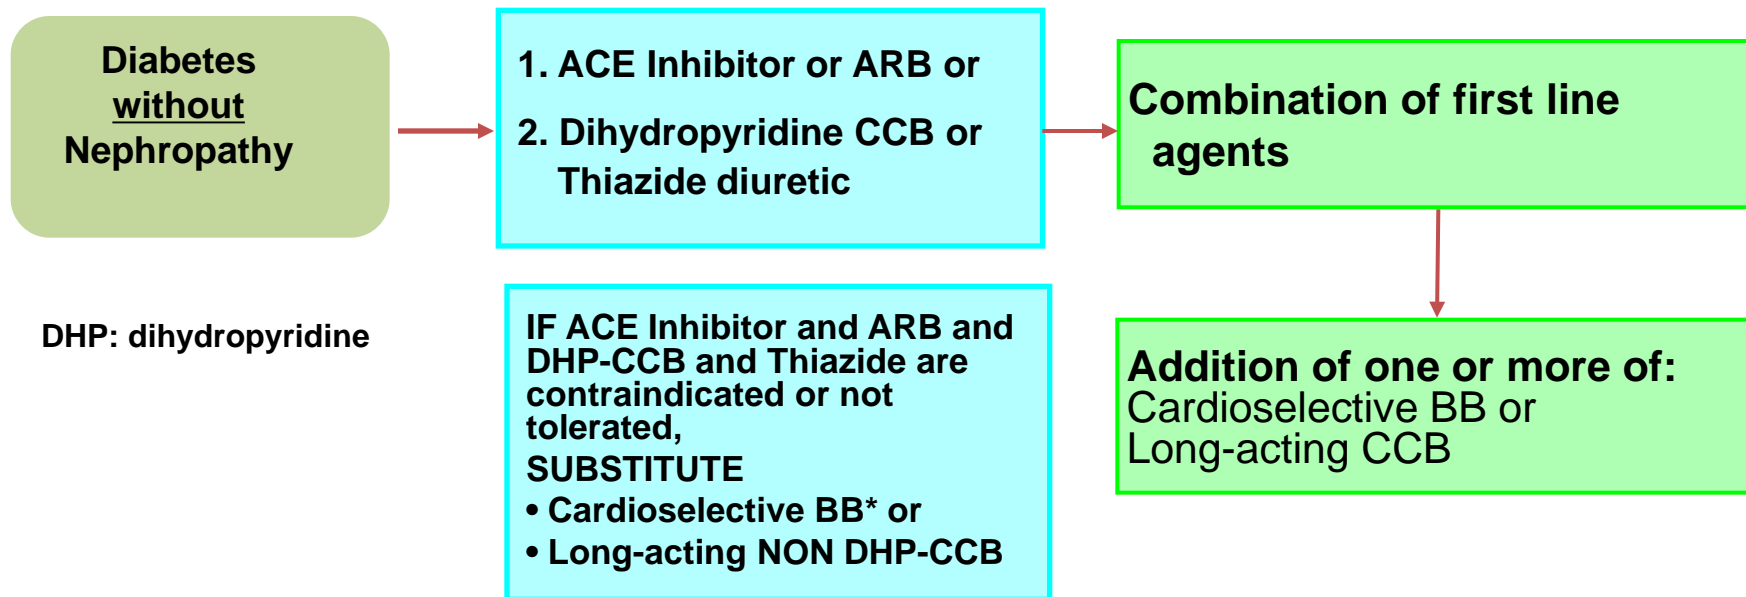 Diabetes
without
Nephropathy
1. ACE Inhibitor or ARB or
2. Dihydropyridine CCB or
Thiazide diuretic
Combination of first line
agents
DHP: dihydropyridine
IF ACE Inhibitor and ARB and
DHP-CCB and Thiazide are
contraindicated or not
tolerated,
SUBSTITUTE
• Cardioselective BB* or
• Long-acting NON DHP-CCB
Addition of one or more of:
Cardioselective BB or
Long-acting CCB